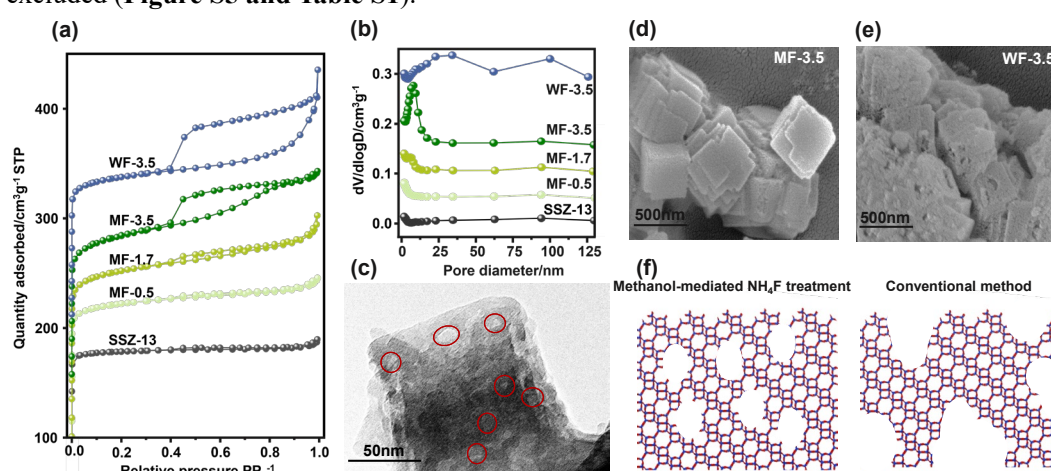 excluded (Figure S5 and Table S1).
(a)
(b)
(d)
(e)
400
300
200
100
Quantity adsorbed/cm³g⁻¹ STP
WF-3.5
MF-3.5
MF-1.7
MF-0.5
SSZ-13
0.0 0.2 0.4 0.6 0.8 1.0
Relative pressure PP₀⁻¹
0.3
0.2
0.1
0.0
dV/dlogD/cm³g⁻¹
WF-3.5
MF-3.5
MF-1.7
MF-0.5
SSZ-13
0 25 50 75 100 125
Pore diameter/nm
MF-3.5
500nm
WF-3.5
500nm
(c)
50nm
(f)
Methanol-mediated NH₄F treatment
Conventional method